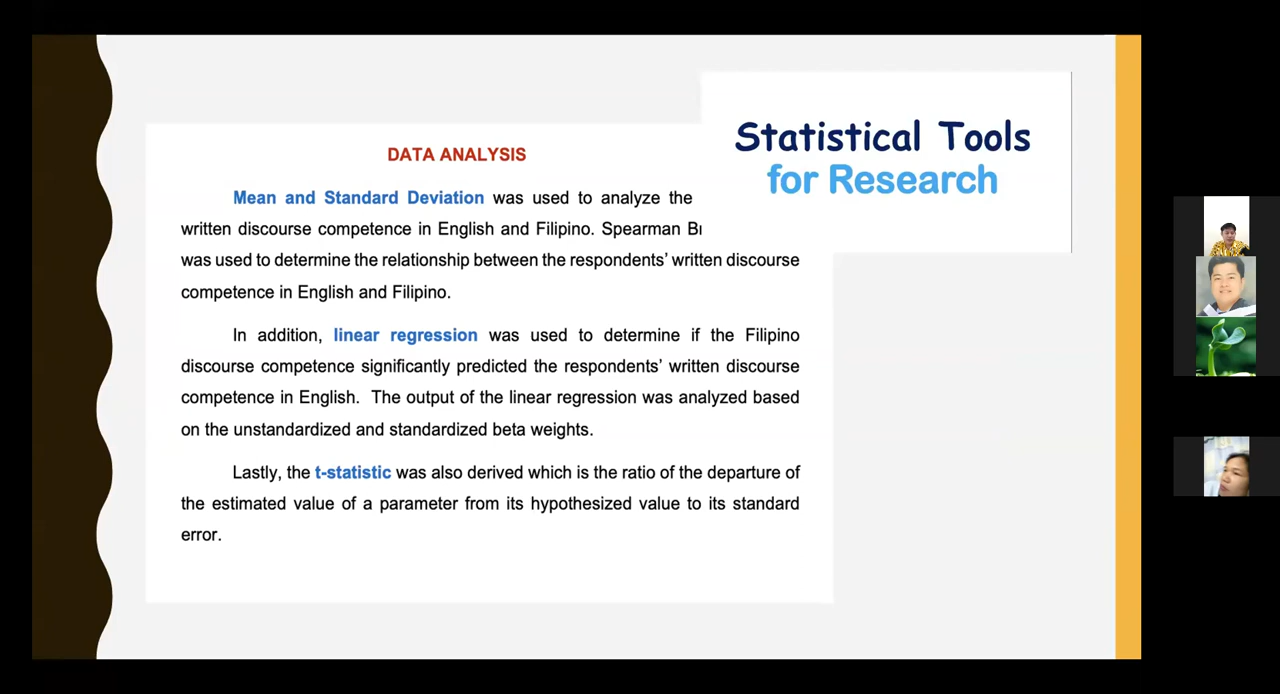 Statistical Tools
for Research
DATA ANALYSIS
Mean and Standard Deviation was used to analyze the
written discourse competence in English and Filipino. Spearman
was used to determine the relationship between the respondents' written discourse
competence in English and Filipino.
In addition, linear regression was used to determine if the Filipino
discourse competence significantly predicted the respondents' written discourse
competence in English. The output of the linear regression was analyzed based
on the unstandardized and standardized beta weights.
Lastly, the t-statistic was also derived which is the ratio of the departure of
the estimated value of a parameter from its hypothesized value to its standard
error.